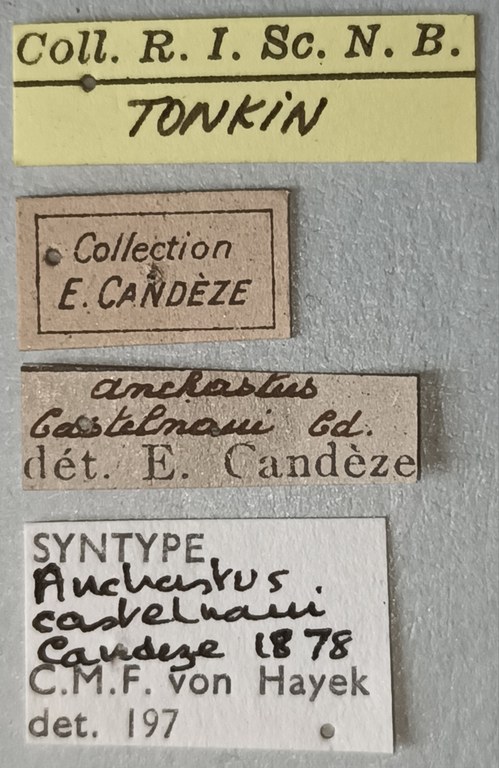 Coll. R. I. Sc. N. B.
TONKIN
Collection
E. CANDÈZE
Anchastus
Castelnaui Cd.
dét. E. Candèze
SYNTYPE
Anchastus
castelnaui
Candeze 1878
C.M.F. von Hayek
det. 197